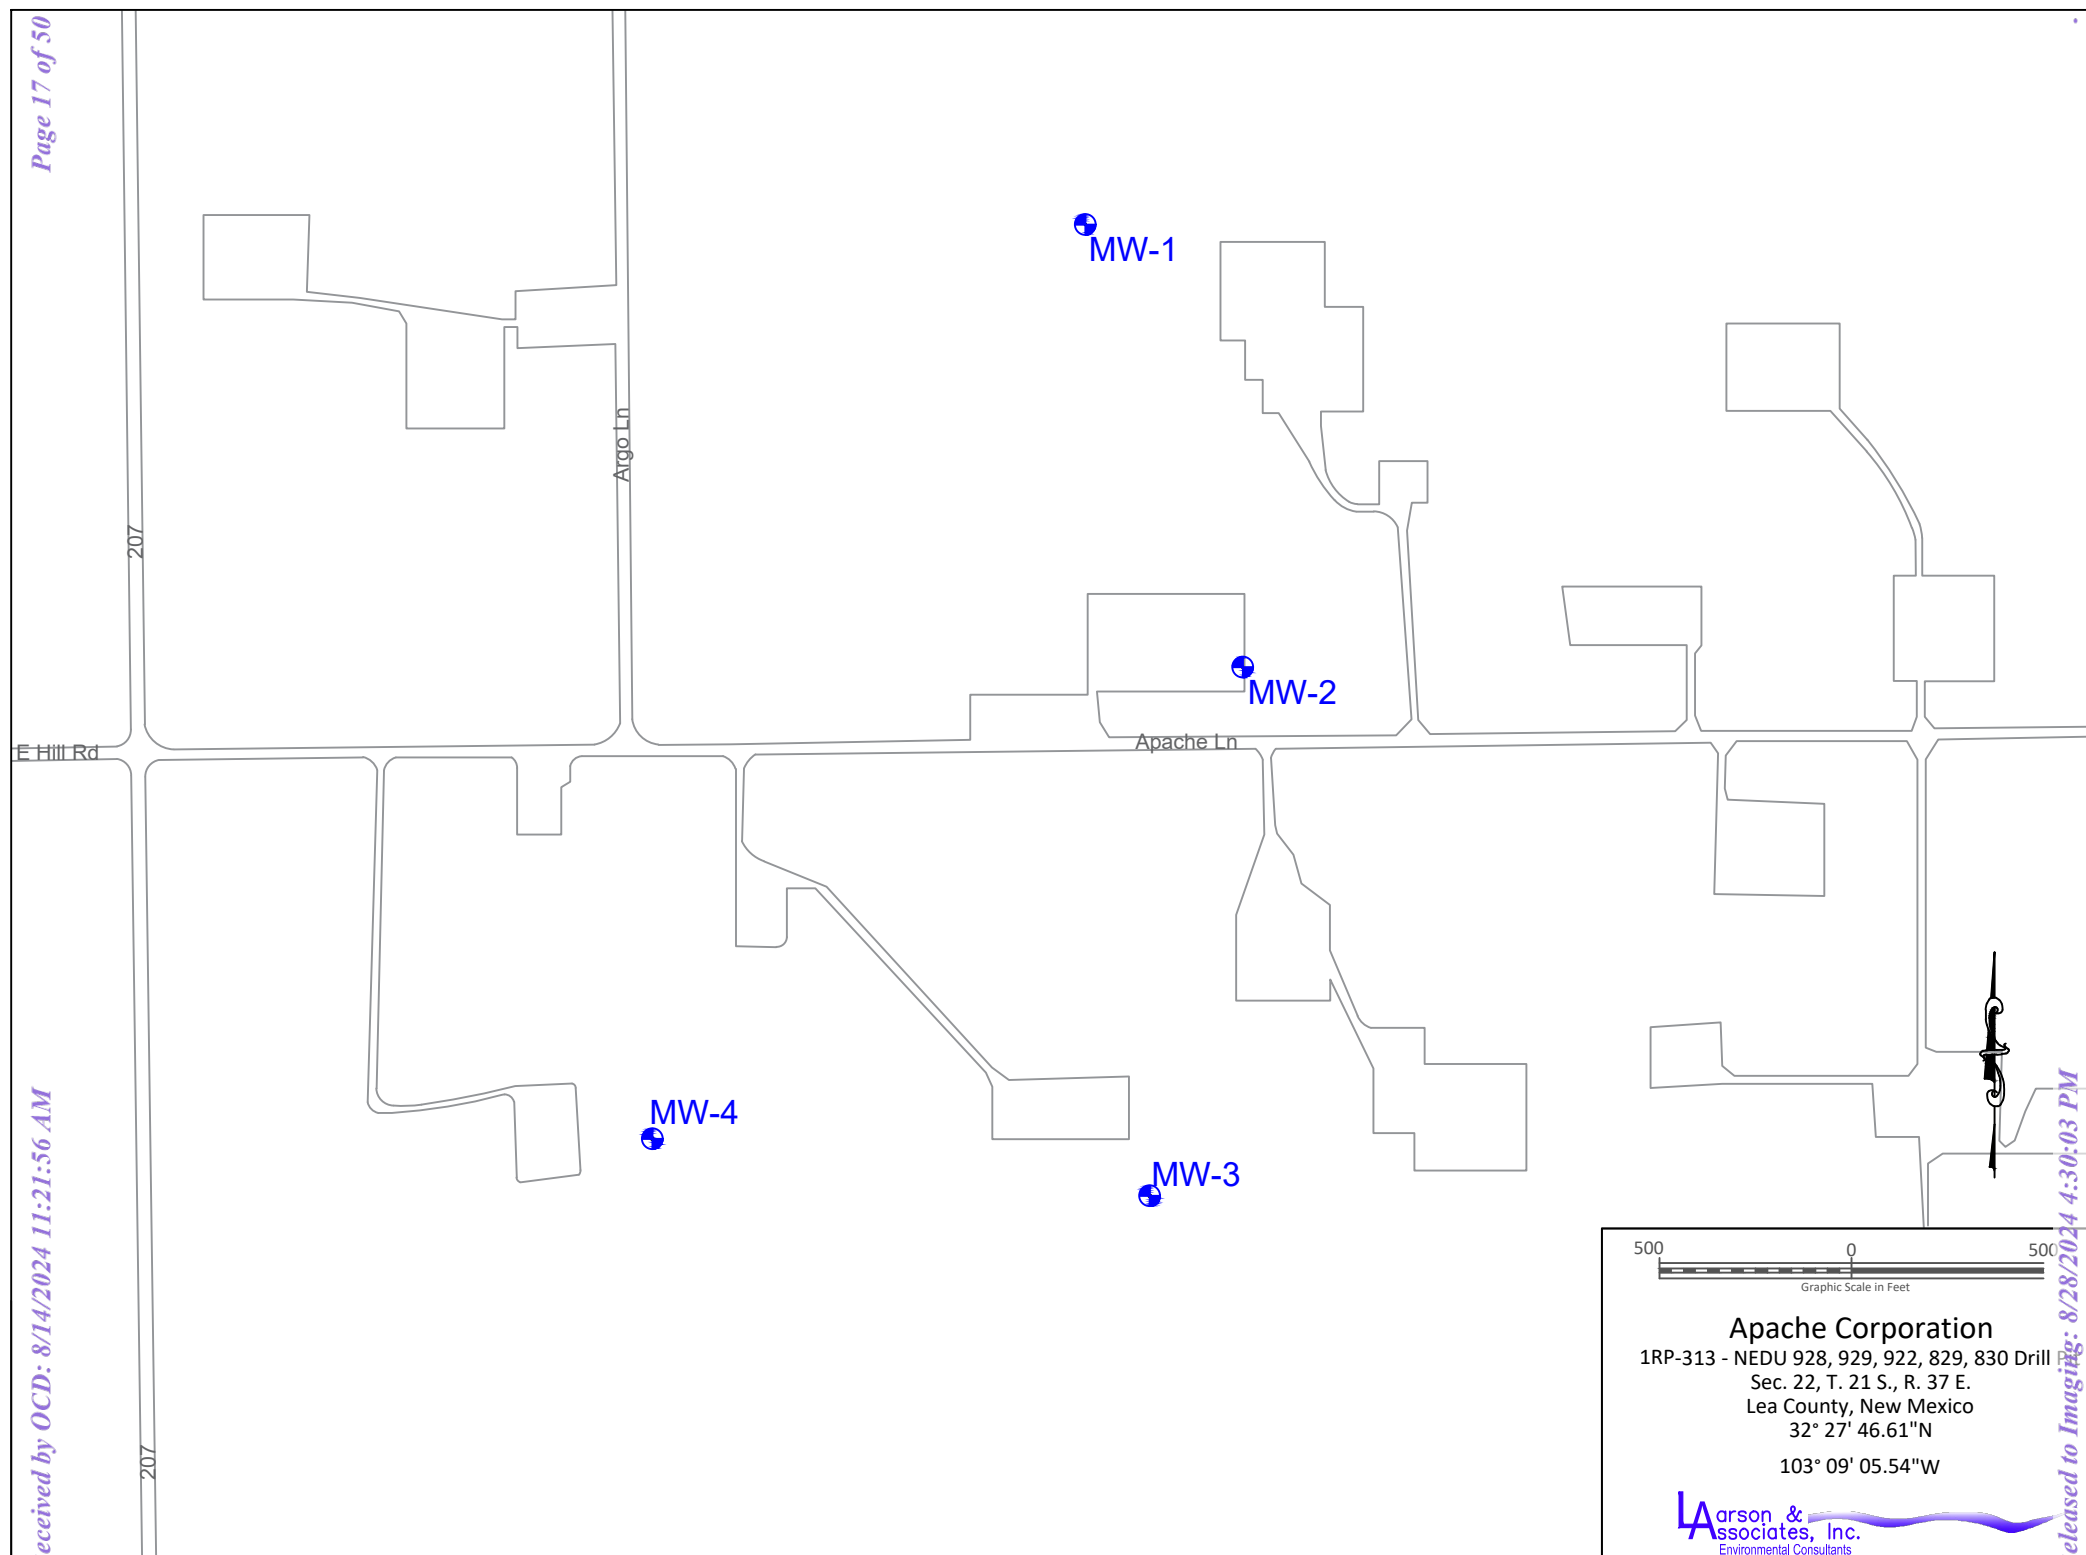 Page 17 of 50
MW-1
Argo Ln
207
MW-2
Apache Ln
E Hill Rd
MW-4
MW-3
207
eceived by OCD: 8/14/2024 11:21:56 AM
eleased to Imaging: 8/28/2024 4:30:03 PM
500 0 500
Graphic Scale in Feet
Apache Corporation
1RP-313 - NEDU 928, 929, 922, 829, 830 Drill
Sec. 22, T. 21 S., R. 37 E.
Lea County, New Mexico
32° 27' 46.61"N
103° 09' 05.54"W
Larson &
Associates, Inc.
Environmental Consultants